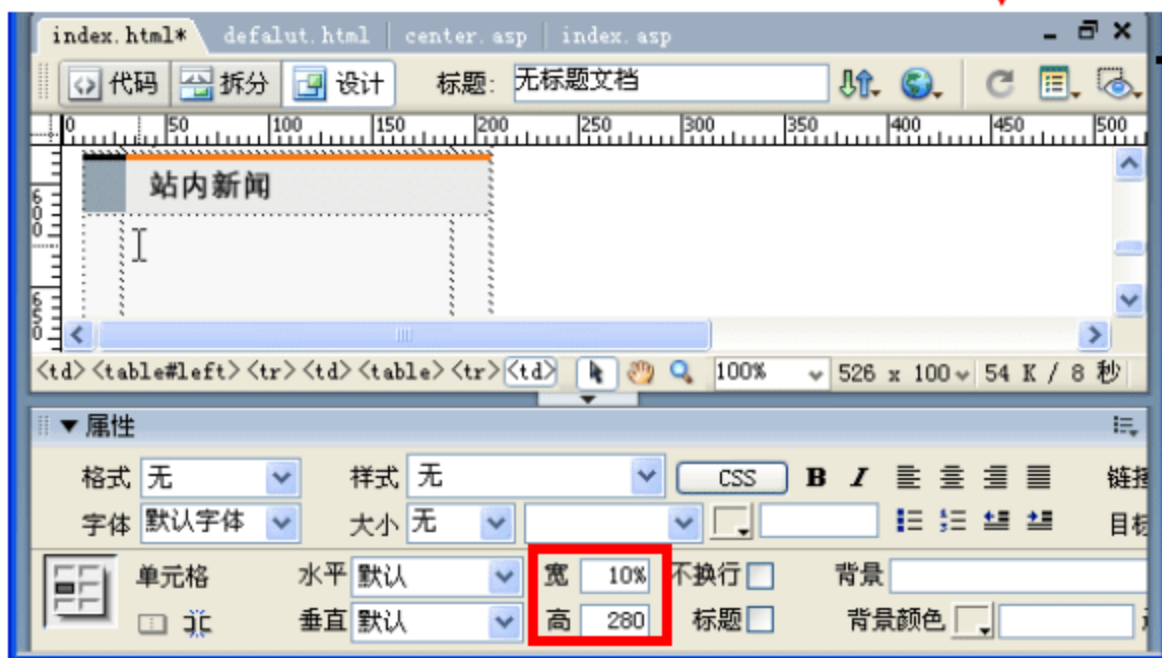 index.html* defalut.html center.asp index.asp
代码 拆分 设计 标题: 无标题文档
0 50 100 150 200 250 300 350 400 450 500
站内新闻
600
650
<td> <table#left> <tr> <td> <table> <tr> <td> 100% 526 x 100 54 K / 8 秒
属性
格式 无 样式 无 CSS B I 链接
字体 默认字体 大小 无 目标
单元格 水平 默认 宽 10% 不换行 背景
垂直 默认 高 280 标题 背景颜色